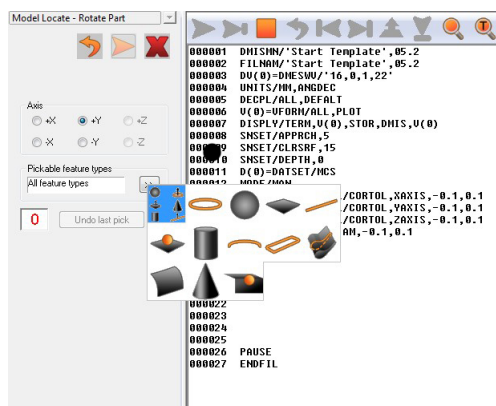 Model Locate - Rotate Part
Axis
+X
+Y
+Z
-X
-Y
-Z
Pickable feature types
All feature types
>>
0
Undo last pick
T
000001 DMISMN/'Start Template',05.2
000002 FILNAM/'Start Template',05.2
000003 DV(0)=DMESWV/'16,0,1,22'
000004 UNITS/MM,ANGDEC
000005 DECPL/ALL,DEFALT
000006 V(0)=VFORM/ALL,PLOT
000007 DISPLY/TERM,V(0),STOR,DMIS,V(0)
000008 SNSET/APPRCH,5
SNSET/CLRSRF,15
SNSET/DEPTH,0
000011 D(0)=DATSET/MCS
000012 MODE/MAN
/CORTOL,XAXIS,-0.1,0.1
/CORTOL,YAXIS,-0.1,0.1
/CORTOL,ZAXIS,-0.1,0.1
AM,-0.1,0.1
000022
000023
000024
000025
000026 PAUSE
000027 ENDFIL